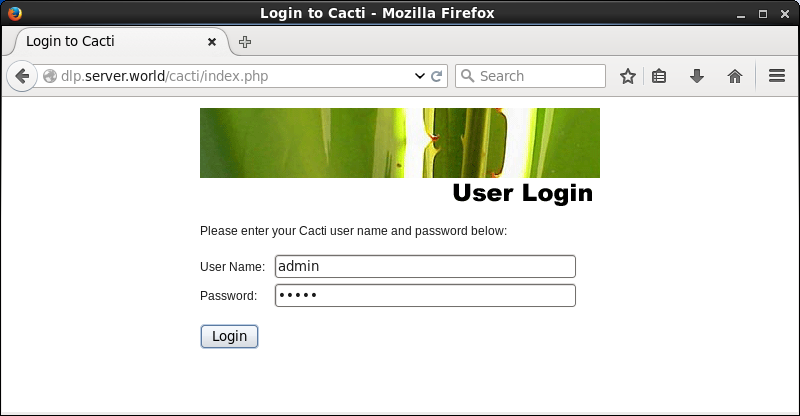 Login to Cacti - Mozilla Firefox
Login to Cacti
dlp.server.world/cacti/index.php
Search
User Login
Please enter your Cacti user name and password below:
User Name: admin
Password: •••••
Login